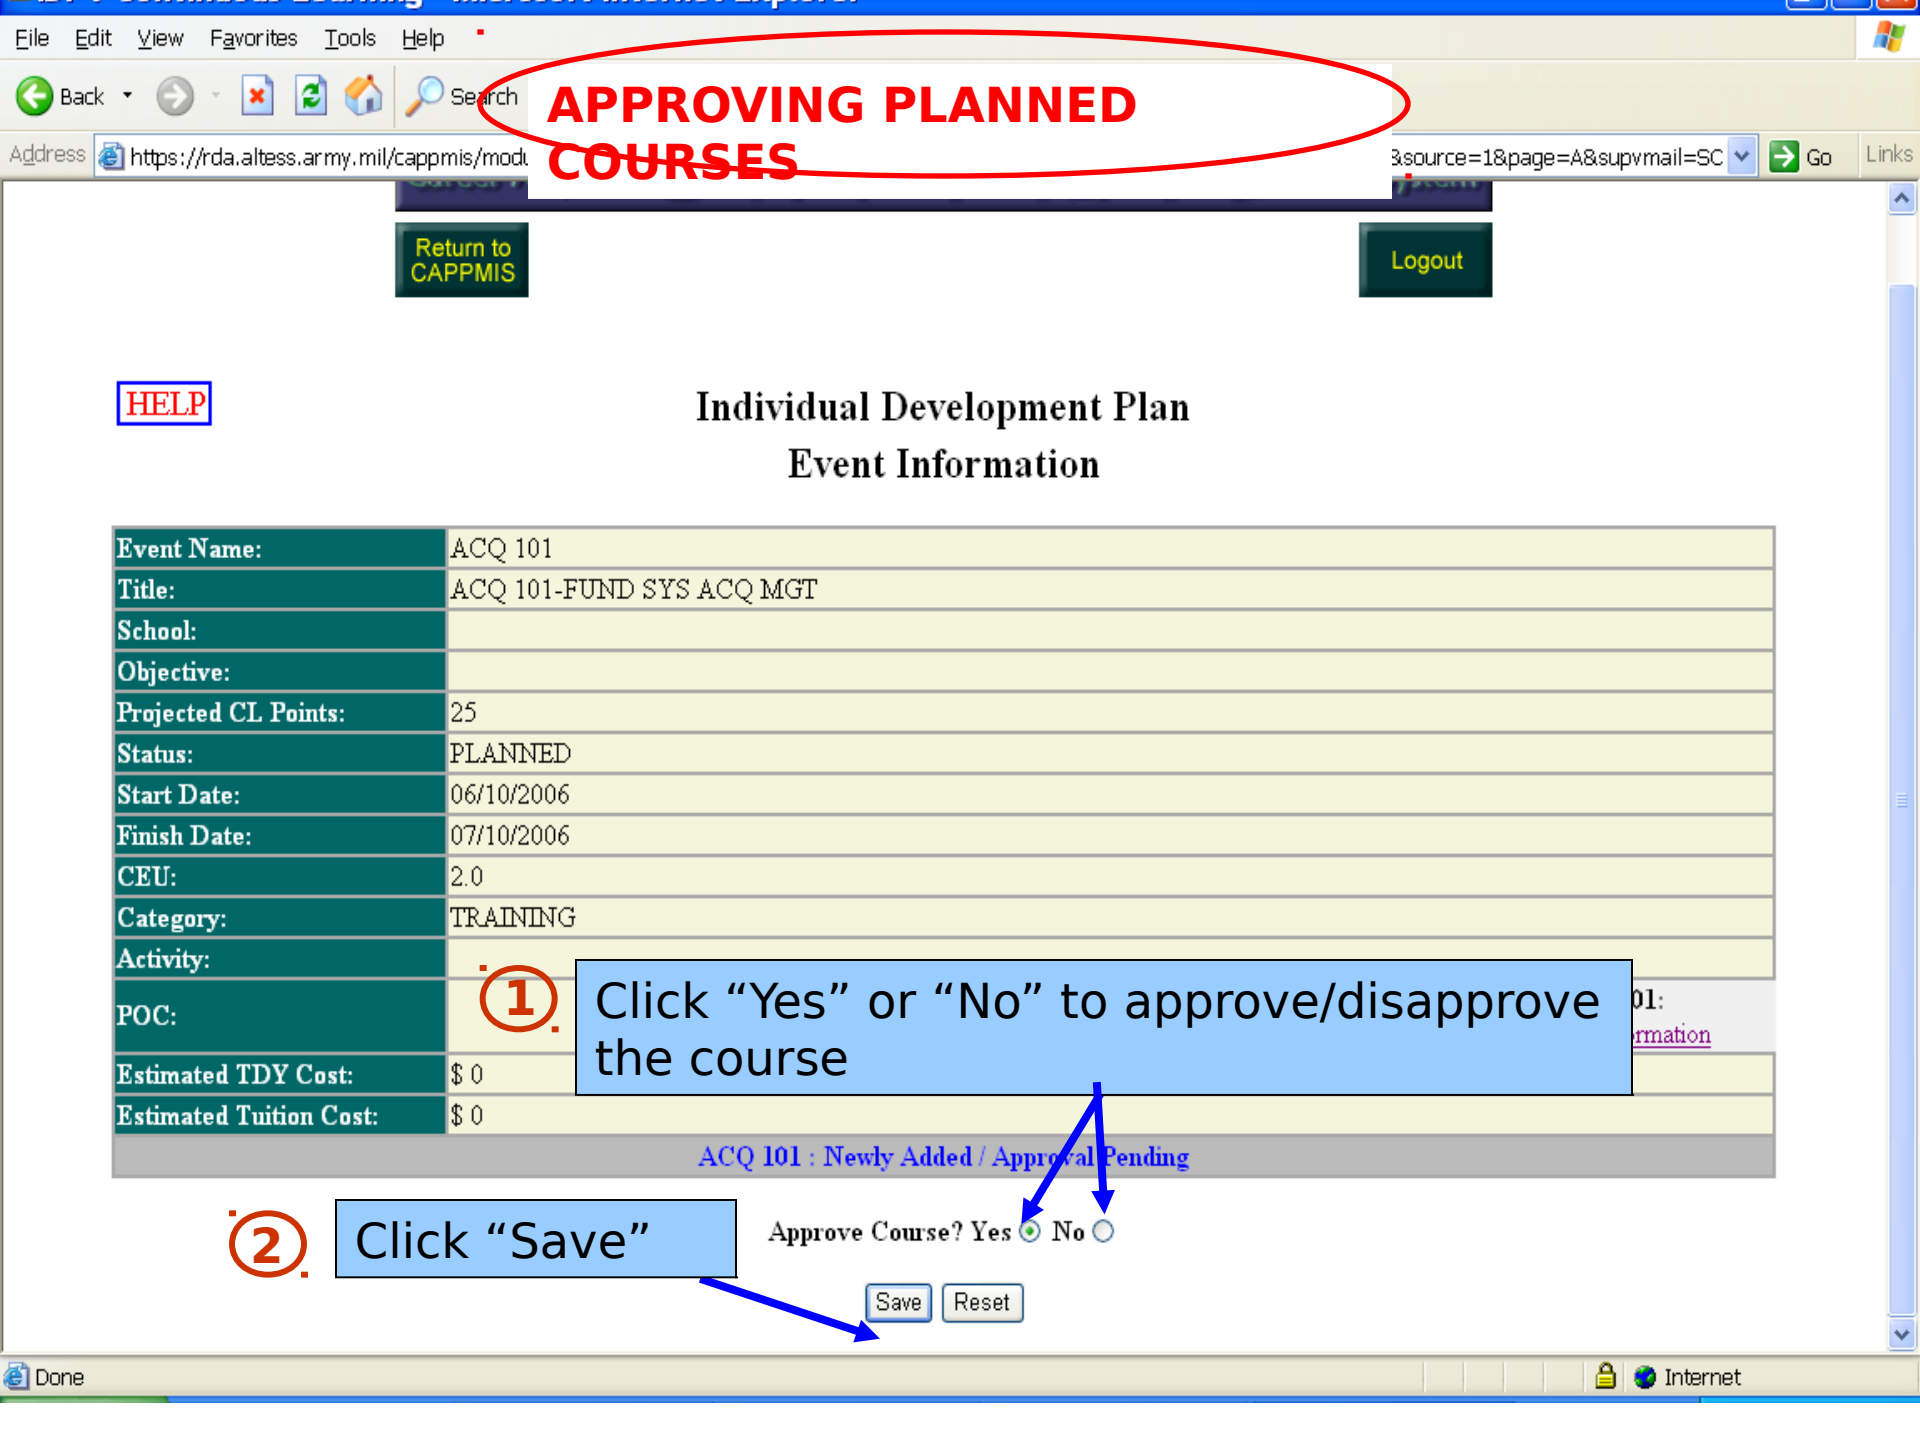 File Edit View Favorites Tools Help
Back Search
APPROVING PLANNED
COURSES
Address https://rda.altess.army.mil/cappmis/modu &source=1&page=A&supvmail=SC Go Links
Return to
CAPPMIS
Logout
HELP
Individual Development Plan
Event Information
Event Name: ACQ 101
Title: ACQ 101-FUND SYS ACQ MGT
School:
Objective:
Projected CL Points: 25
Status: PLANNED
Start Date: 06/10/2006
Finish Date: 07/10/2006
CEU: 2.0
Category: TRAINING
Activity:
POC: 01:
rmation
1 Click “Yes” or “No” to approve/disapprove
the course
Estimated TDY Cost: $ 0
Estimated Tuition Cost: $ 0
ACQ 101 : Newly Added / Approval Pending
2 Click “Save”
Approve Course? Yes No
Save Reset
Done Internet